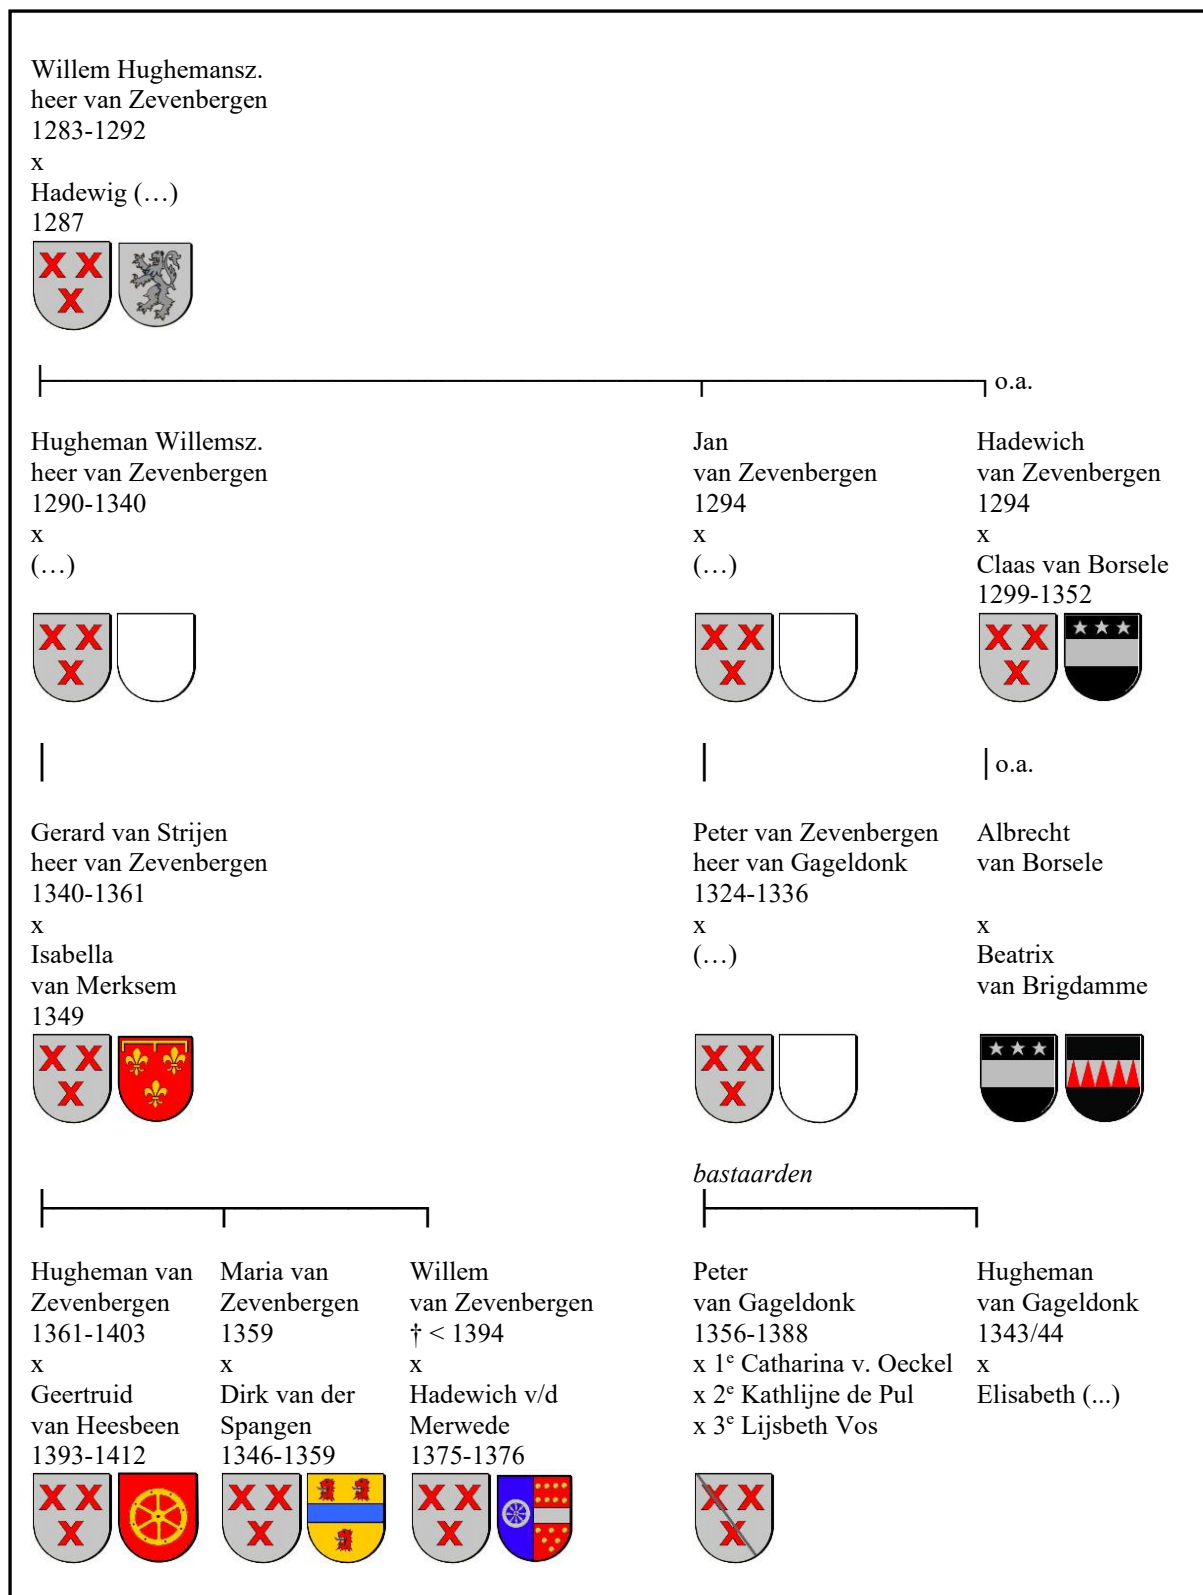 Willem Hughemansz.
heer van Zevenbergen
1283-1292
x
Hadewig (…)
1287
o.a.
Hugheman Willemsz.
heer van Zevenbergen
1290-1340
x
(…)
Jan
van Zevenbergen
1294
x
(…)
Hadewich
van Zevenbergen
1294
x
Claas van Borsele
1299-1352
o.a.
Gerard van Strijen
heer van Zevenbergen
1340-1361
x
Isabella
van Merksem
1349
Peter van Zevenbergen
heer van Gageldonk
1324-1336
x
(…)
Albrecht
van Borsele
x
Beatrix
van Brigdamme
bastaarden
Hugheman van
Zevenbergen
1361-1403
x
Geertruid
van Heesbeen
1393-1412
Maria van
Zevenbergen
1359
x
Dirk van der
Spangen
1346-1359
Willem
van Zevenbergen
† < 1394
x
Hadewich v/d
Merwede
1375-1376
Peter
van Gageldonk
1356-1388
x 1e Catharina v. Oeckel
x 2e Kathlijne de Pul
x 3e Lijsbeth Vos
Hugheman
van Gageldonk
1343/44
x
Elisabeth (...)